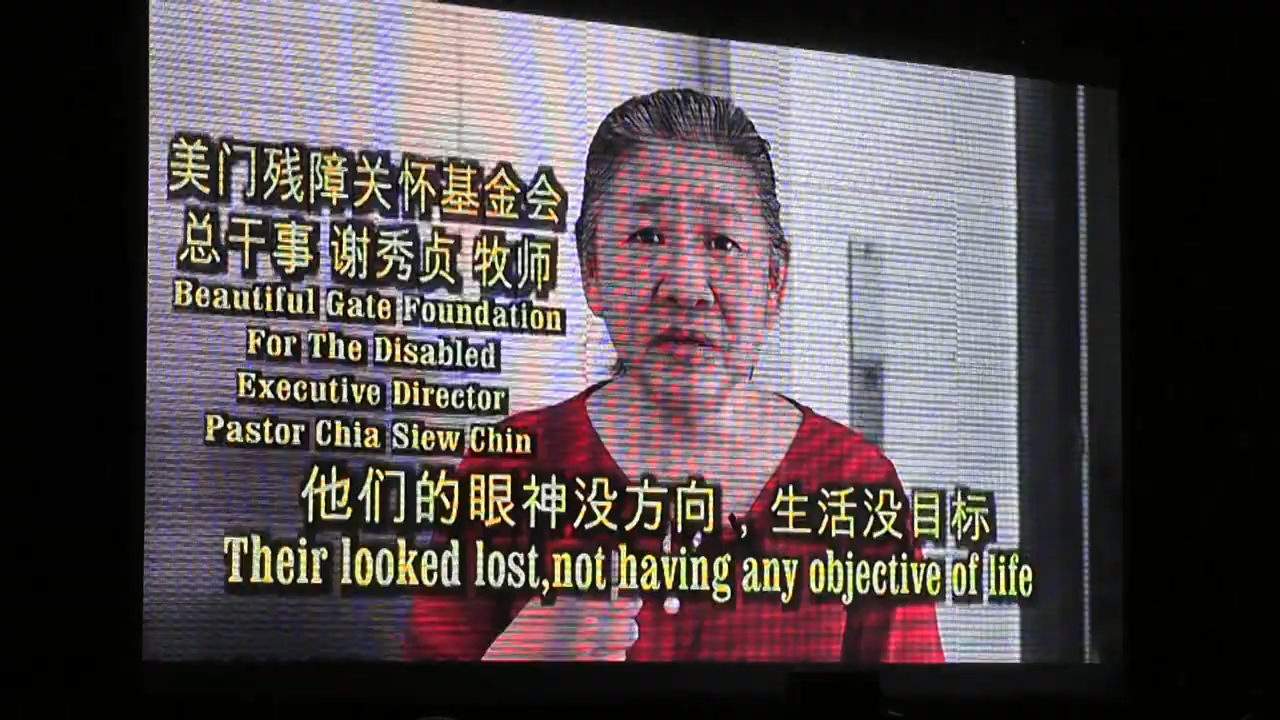 美门残障关怀基金会
总干事 谢秀贞 牧师
Beautiful Gate Foundation
For The Disabled
Executive Director
Pastor Chia Siew Chin
他们的眼神没方向，生活没目标
Their looked lost,not having any objective of life